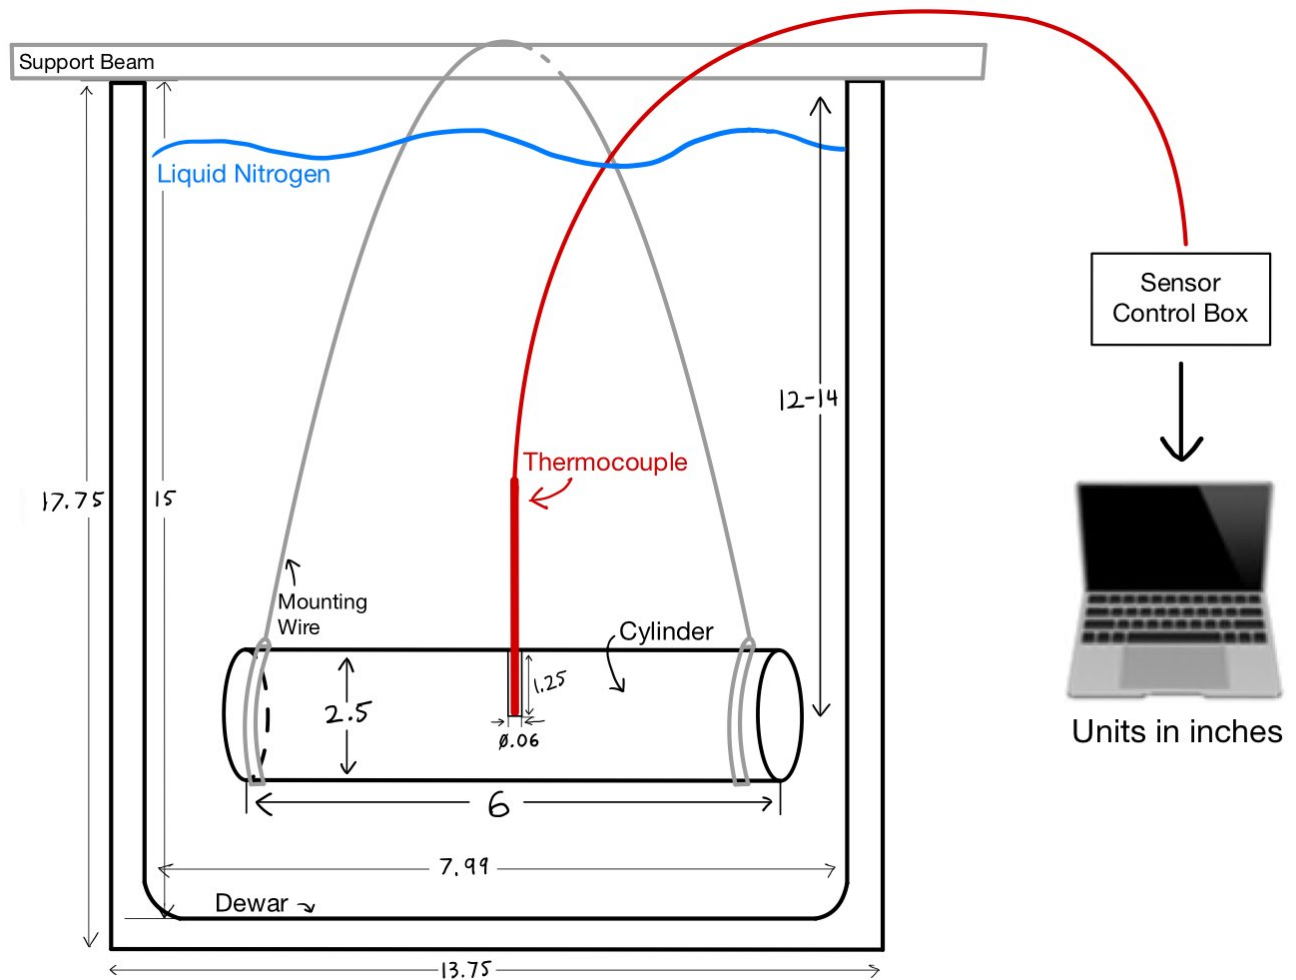 Support Beam
Liquid Nitrogen
Sensor
Control Box
12-14
Thermocouple
17.75
15
Mounting
Wire
Cylinder
1.25
2.5
Ø.06
Units in inches
6
7.99
Dewar
13.75